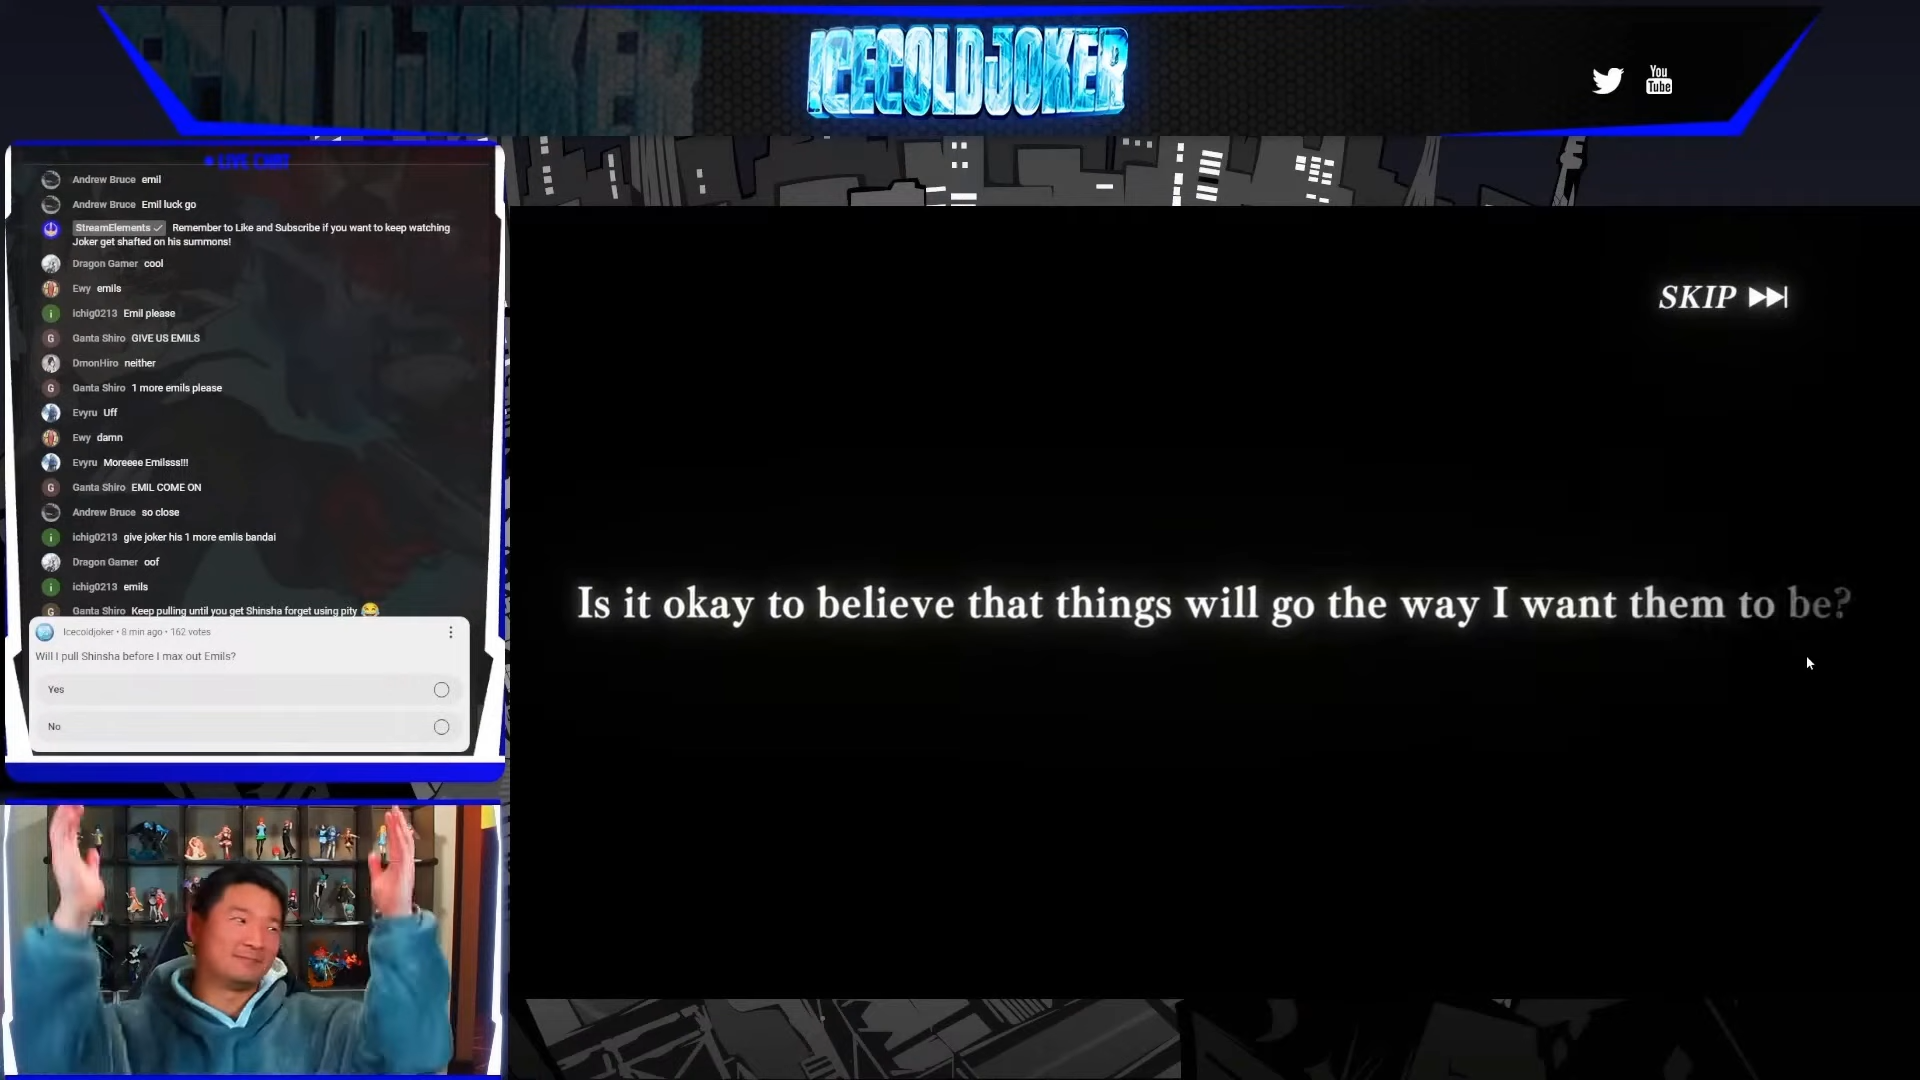 ICECOLDJOKER
You
Tube
LIVE CHAT
Andrew Bruce emil
Andrew Bruce Emil luck go
StreamElements Remember to Like and Subscribe if you want to keep watching
Joker get shafted on his summons!
Dragon Gamer cool
Ewy emils
ichig0213 Emil please
G Ganta Shiro GIVE US EMILS
DmonHiro neither
G Ganta Shiro 1 more emils please
Evyru Uff
Ewy damn
Evyru Moreeee Emilsss!!!
G Ganta Shiro EMIL COME ON
Andrew Bruce so close
i ichig0213 give joker his 1 more emlis bandai
Dragon Gamer oof
i ichig0213 emils
G Ganta Shiro Keep pulling until you get Shinsha forget using pity 😂
Icecoldjoker • 8 min ago • 162 votes
Will I pull Shinsha before I max out Emils?
Yes
No
SKIP
Is it okay to believe that things will go the way I want them to be?